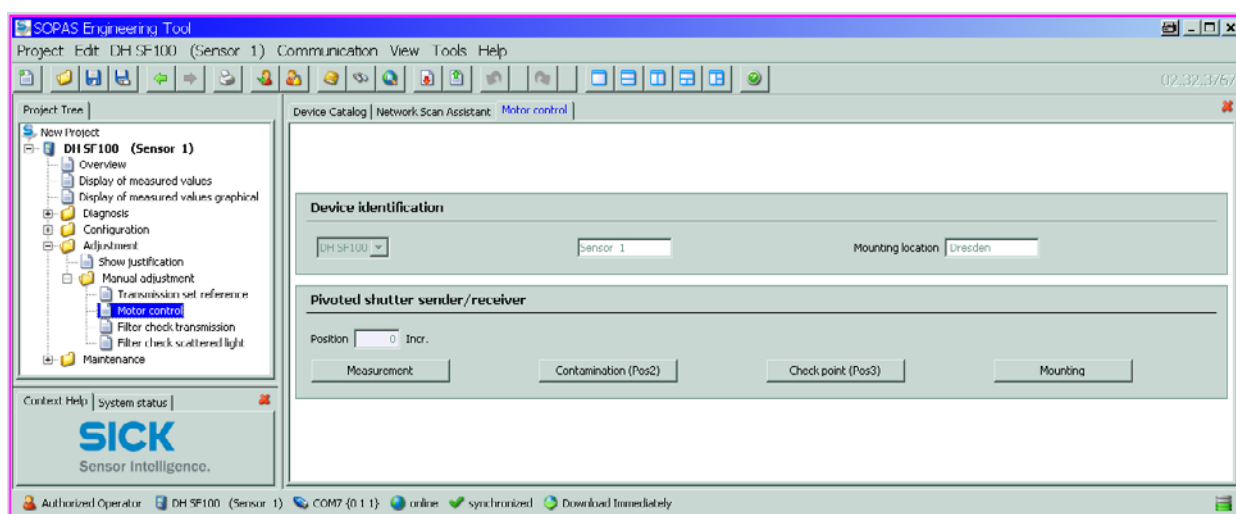 SOPAS Engineering Tool
Project Edit DH SF100 (Sensor 1) Communication View Tools Help
02.32.3767
Project Tree
New Project
DH SF100 (Sensor 1)
Overview
Display of measured values
Display of measured values graphical
Diagnosis
Configuration
Adjustment
Show justification
Manual adjustment
Transmission set reference
Motor control
Filter check transmission
Filter check scattered light
Maintenance
Context Help System status
SICK
Sensor Intelligence.
Device Catalog Network Scan Assistant Motor control
Device identification
DH SF100 Sensor 1 Mounting location Dresden
Pivoted shutter sender/receiver
Position 0 Incr.
Measurement Contamination (Pos2) Check point (Pos3) Mounting
Authorized Operator DH SF100 (Sensor 1) COM7 {0 1 1} online synchronized Download Immediately